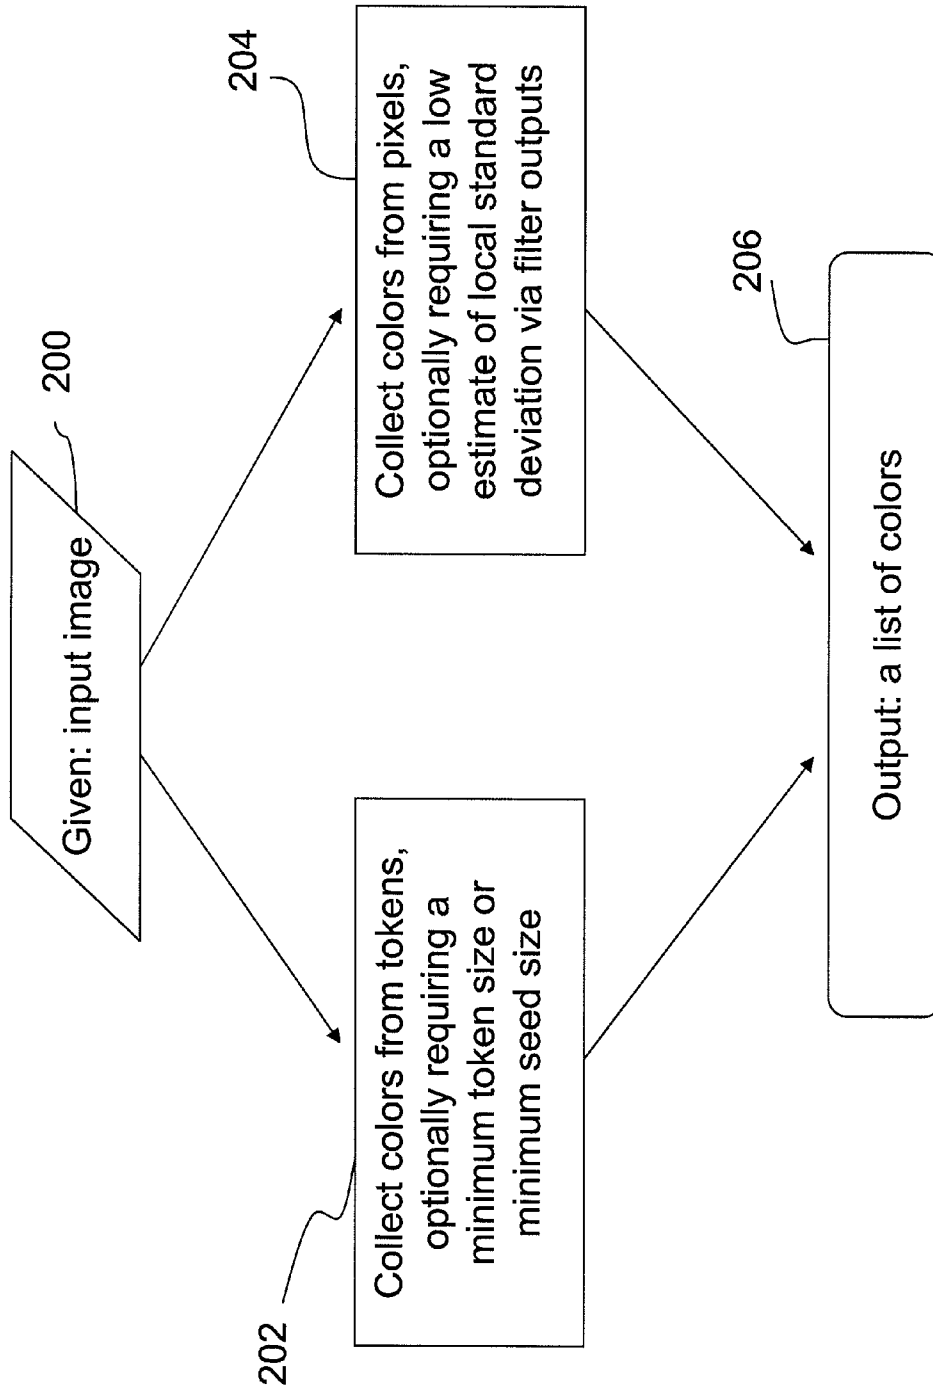 Given: input image
200
202
Collect colors from tokens,
optionally requiring a
minimum token size or
minimum seed size
204
Collect colors from pixels,
optionally requiring a low
estimate of local standard
deviation via filter outputs
206
Output: a list of colors